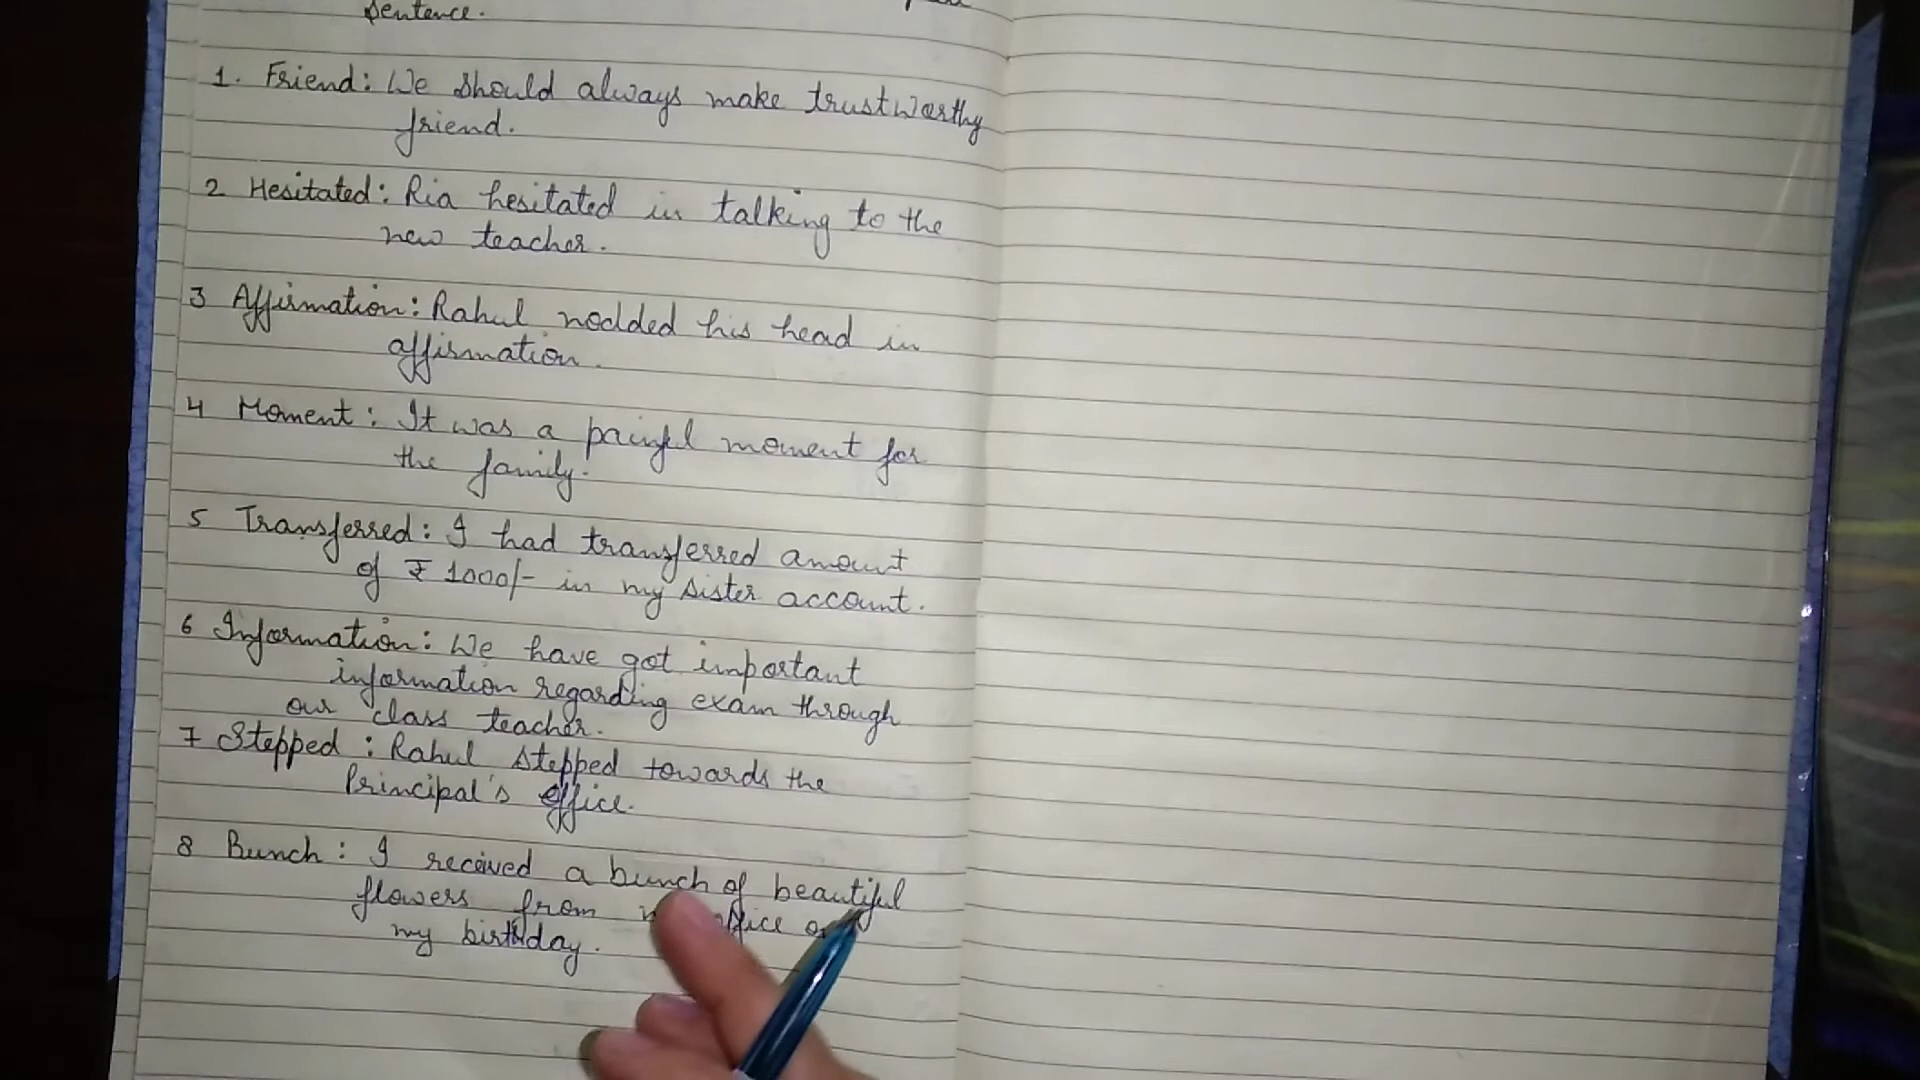 sentence.
1. Friend: We should always make trustworthy
friend.
2 Hesitated: Ria hesitated in talking to the
new teacher.
3 Affirmation: Rahul nodded his head in
affirmation.
4 Moment: It was a painful moment for
the family.
5 Transferred: I had transferred amount
of ₹ 1000/- in my sister account.
6 Information: We have got important
information regarding exam through
our class teacher.
7 Stepped: Rahul stepped towards the
Principal's office.
8 Bunch: I received a bunch of beautiful
flowers from office
my birthday.